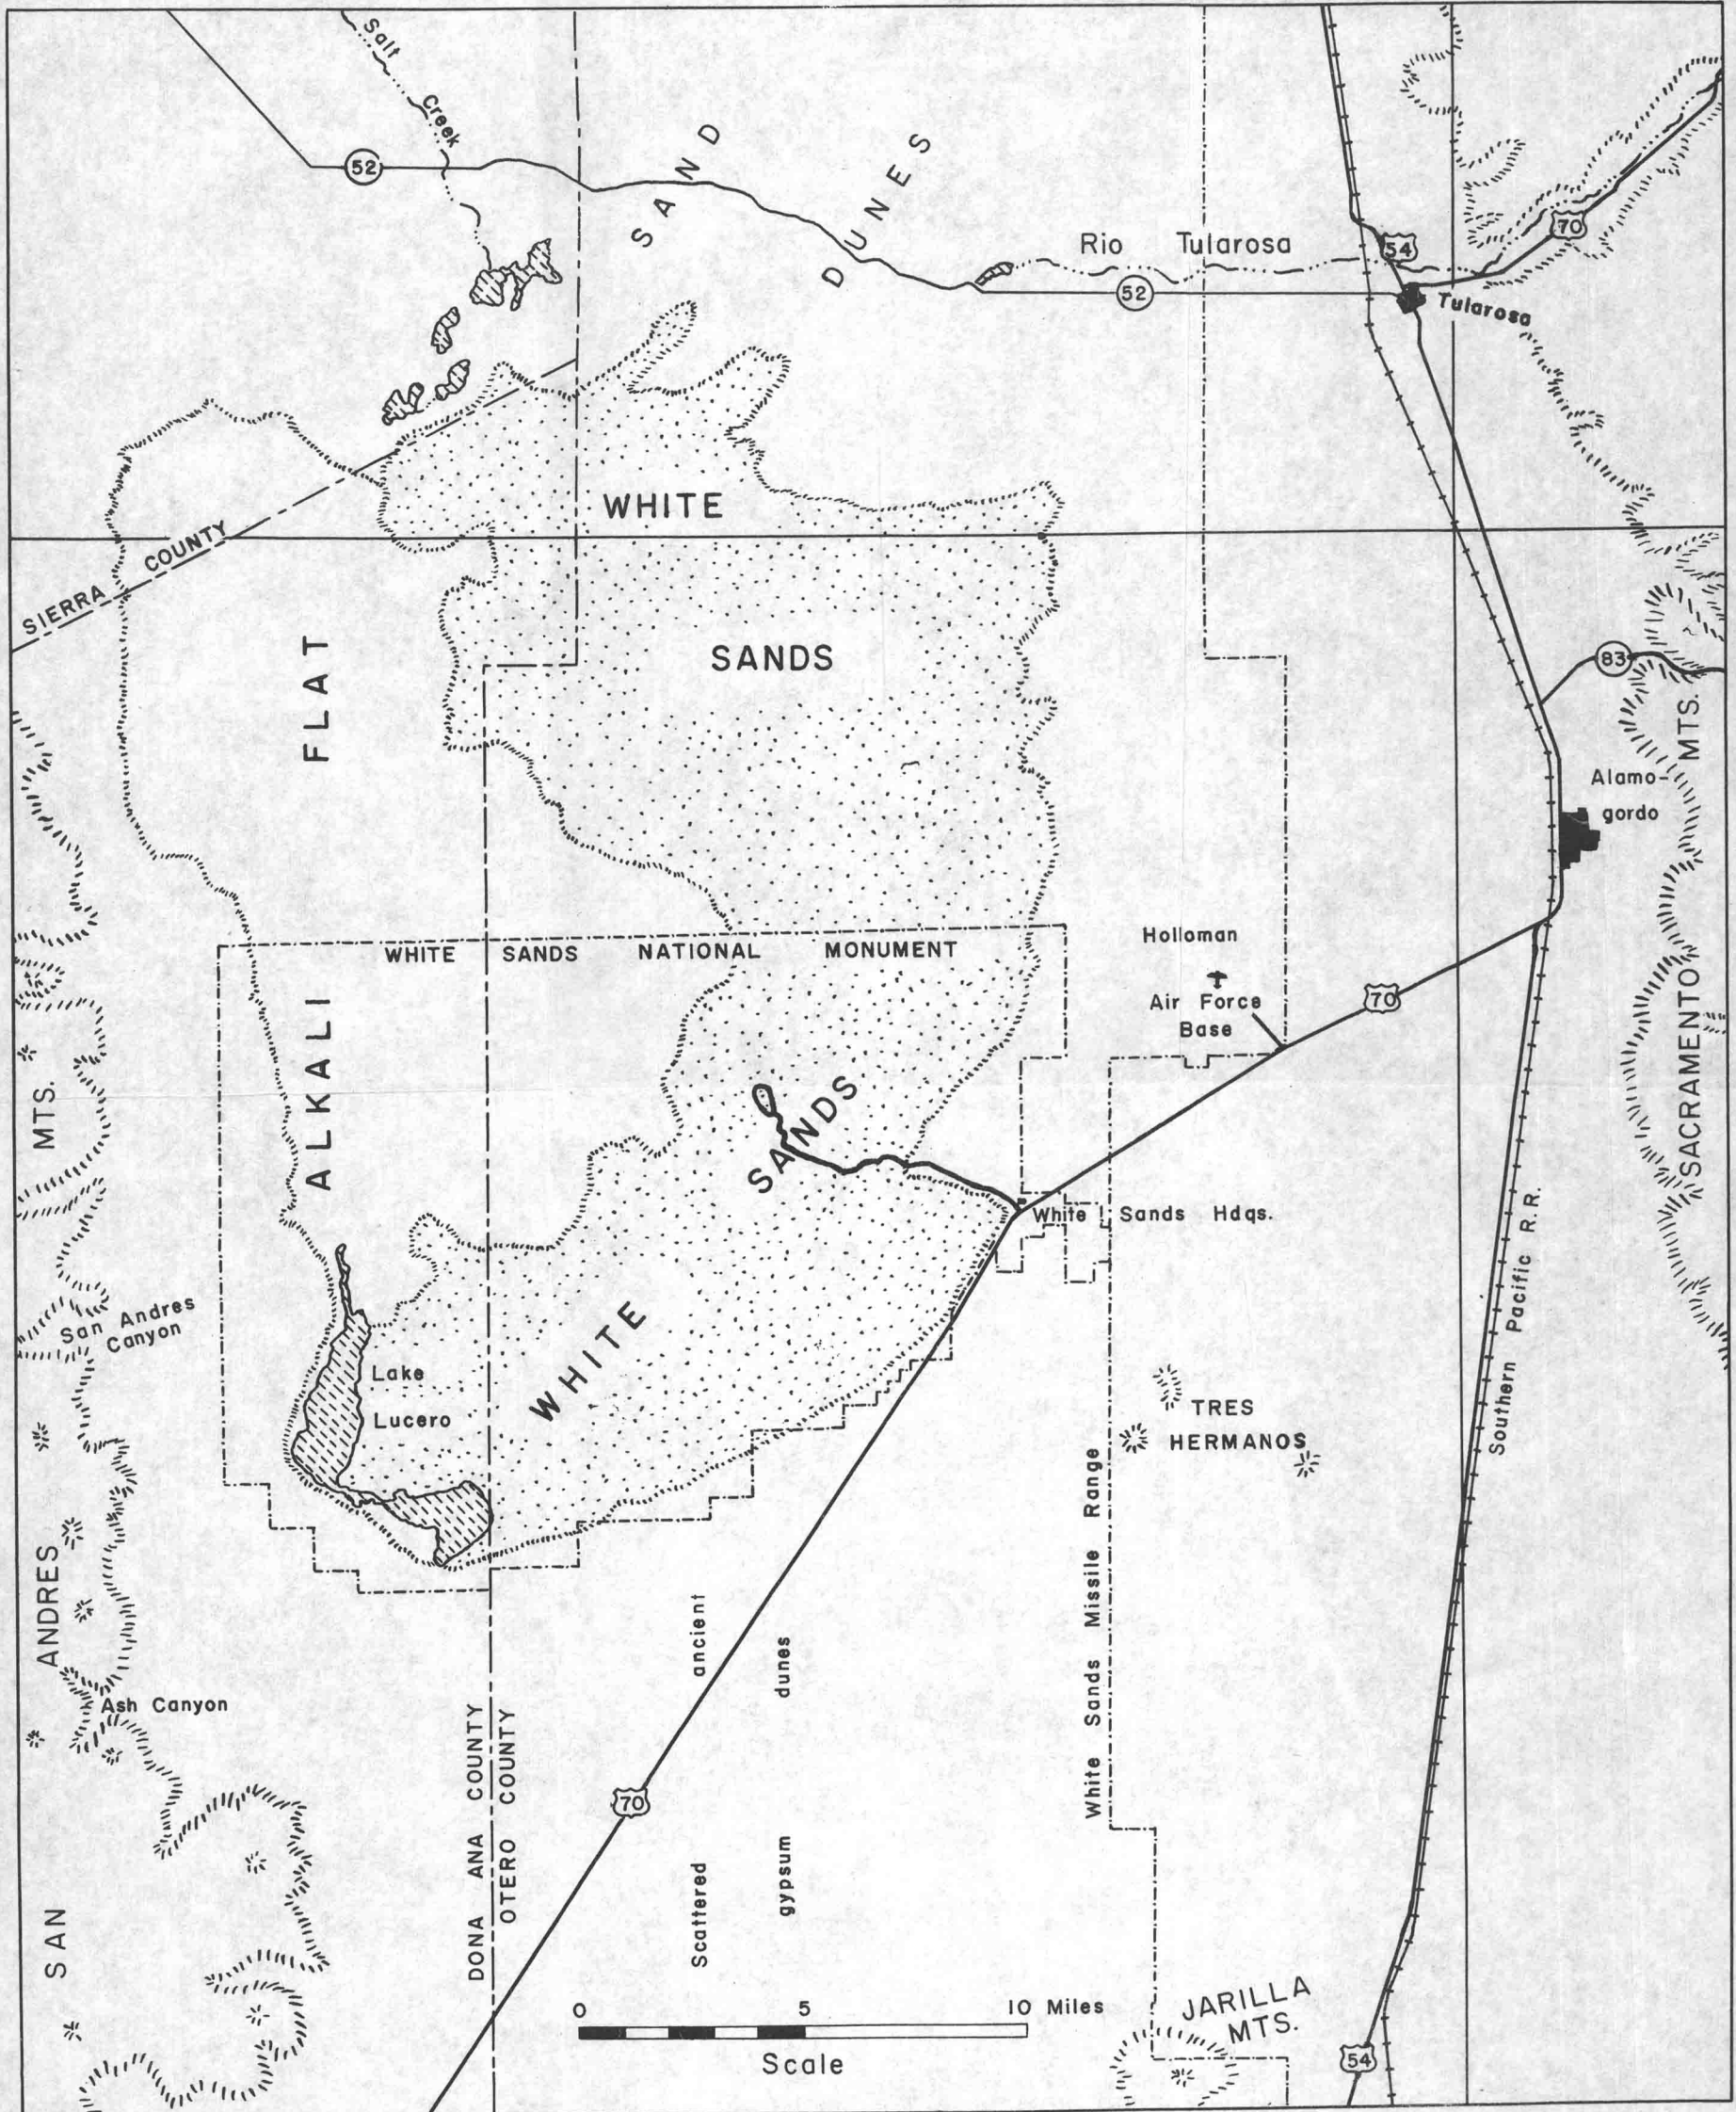 Salt
Creek
52
SAND
DUNES
Rio Tularosa
54
70
52
Tularosa
WHITE
SIERRA COUNTY
SANDS
83
MTS.
Alamo-
gordo
FLAT
ALKALI
WHITE SANDS NATIONAL MONUMENT
Holloman
Air Force
Base
70
SACRAMENTO
MTS.
SANDS
White Sands Hdqs.
San Andres
Canyon
Lake
Lucero
WHITE
TRES
HERMANOS
Southern Pacific R.R.
White Sands Missile Range
ANDRES
Ash Canyon
ancient
dunes
DONA ANA COUNTY
OTERO COUNTY
70
Scattered
gypsum
SAN
0 5 10 Miles
Scale
JARILLA
MTS.
54